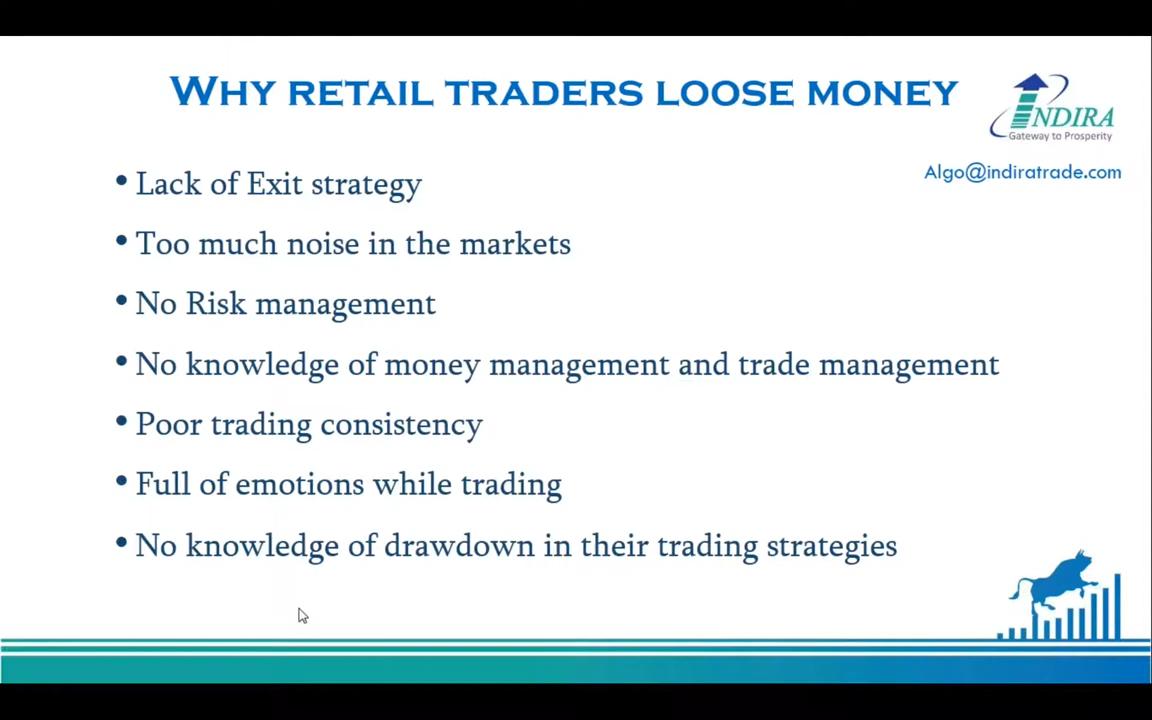 Why retail traders loose money
INDIRA
Gateway to Prosperity
Algo@indiratrade.com
• Lack of Exit strategy
• Too much noise in the markets
• No Risk management
• No knowledge of money management and trade management
• Poor trading consistency
• Full of emotions while trading
• No knowledge of drawdown in their trading strategies